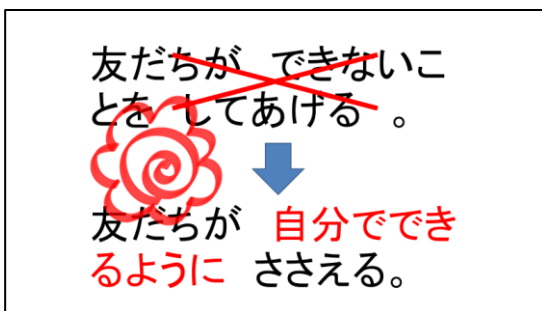 友だちが できないこ
とを してあげる 。
友だちが 自分ででき
るように ささえる。